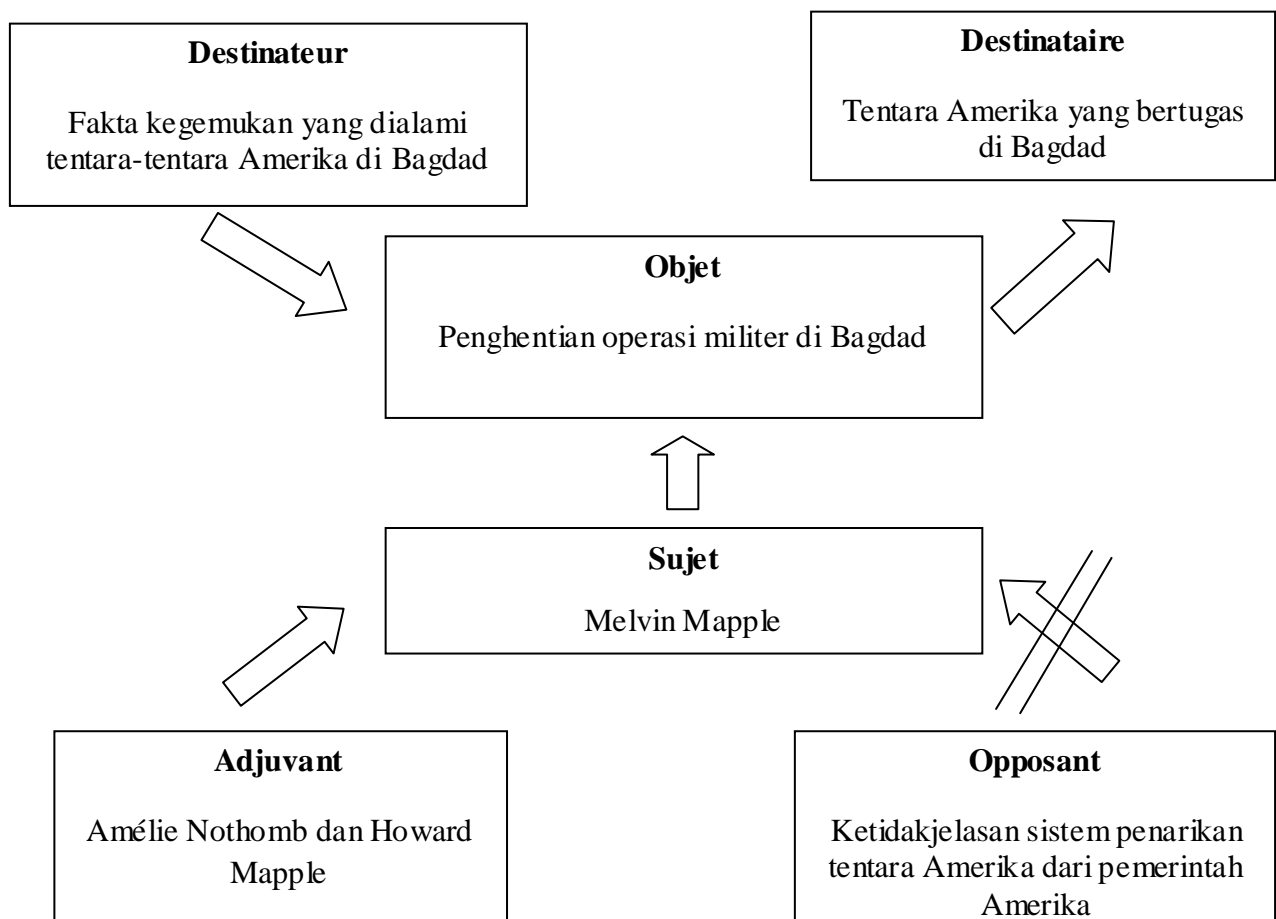 Destinateur
Fakta kegemukan yang dialami
tentara-tentara Amerika di Bagdad
Destinataire
Tentara Amerika yang bertugas
di Bagdad
Objet
Penghentian operasi militer di Bagdad
Sujet
Melvin Mapple
Adjuvant
Amélie Nothomb dan Howard
Mapple
Opposant
Ketidakjelasan sistem penarikan
tentara Amerika dari pemerintah
Amerika